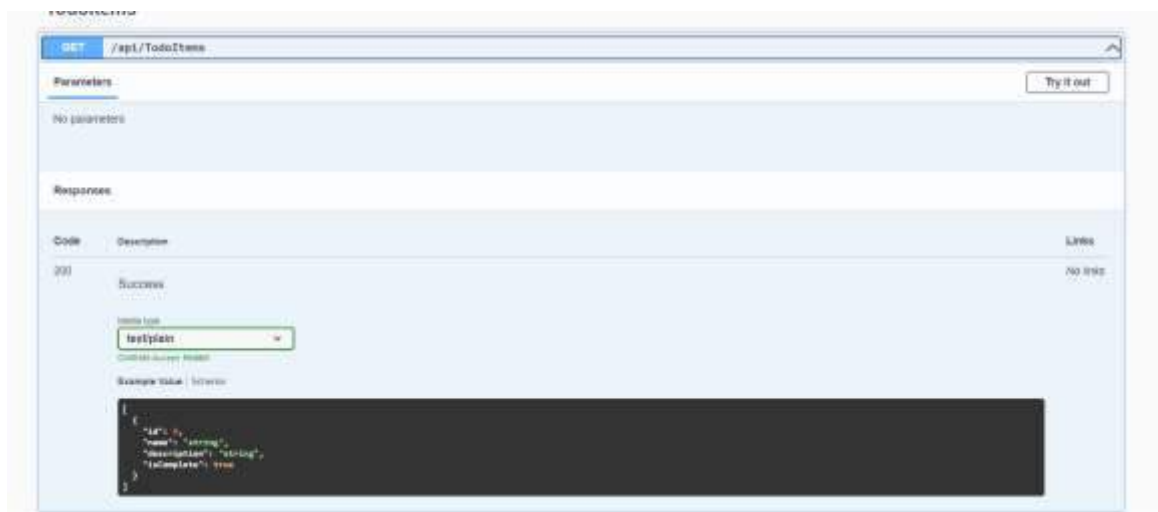 TodoItems
GET /api/TodoItems
Parameters
Try it out
No parameters
Responses
Code Description Links
200 Success No links
Media type
text/plain
Controls Accept header.
Example Value | Schema
[
{
"id": 0,
"name": "string",
"description": "string",
"isComplete": true
}
]